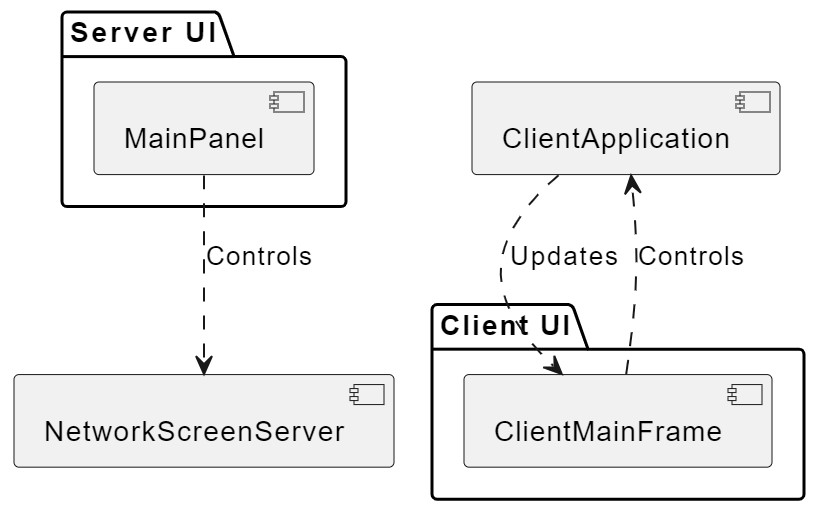 Server UI
MainPanel
ClientApplication
Controls
Updates
Controls
Client UI
NetworkScreenServer
ClientMainFrame